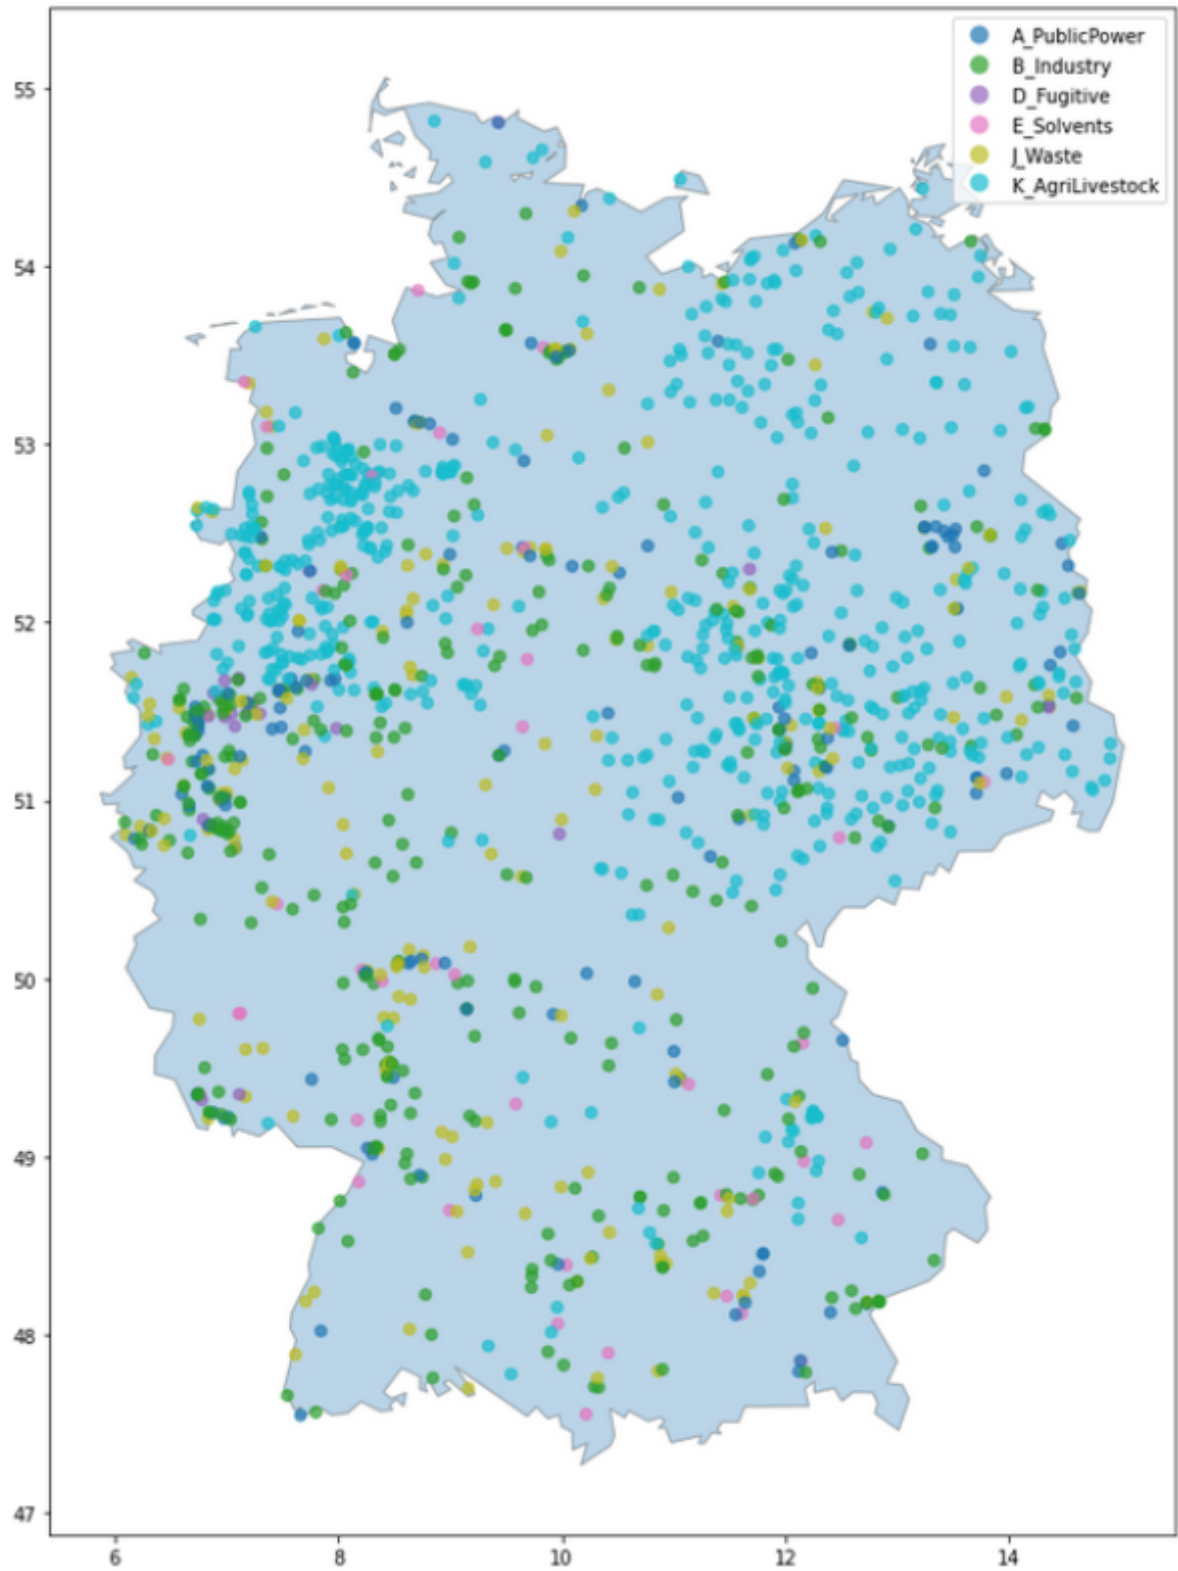 A_PublicPower
B_Industry
D_Fugitive
E_Solvents
J_Waste
K_AgriLivestock
55
54
53
52
51
50
49
48
47
6 8 10 12 14